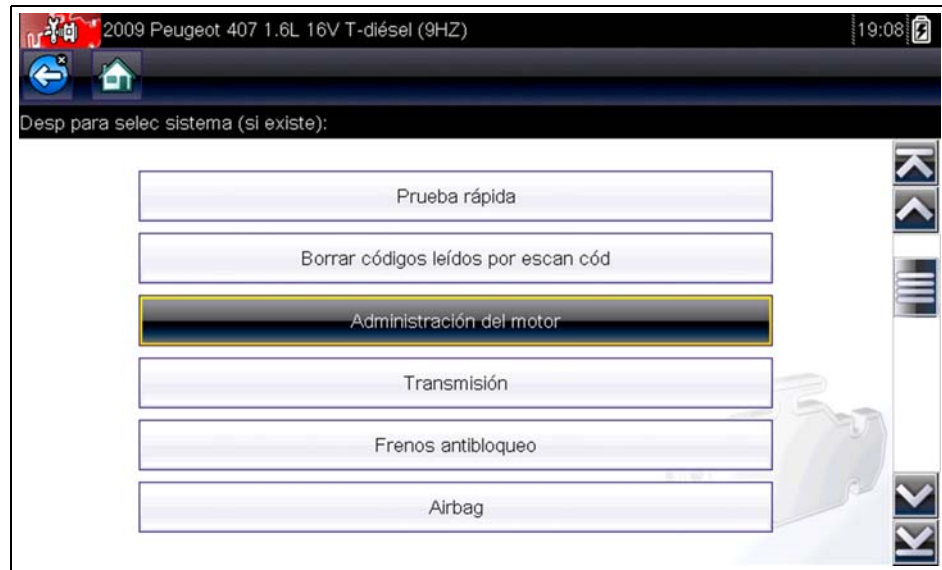 2009 Peugeot 407 1.6L 16V T-diésel (9HZ)
19:08
Desp para selec sistema (si existe):
Prueba rápida
Borrar códigos leídos por escan cód
Administración del motor
Transmisión
Frenos antibloqueo
Airbag